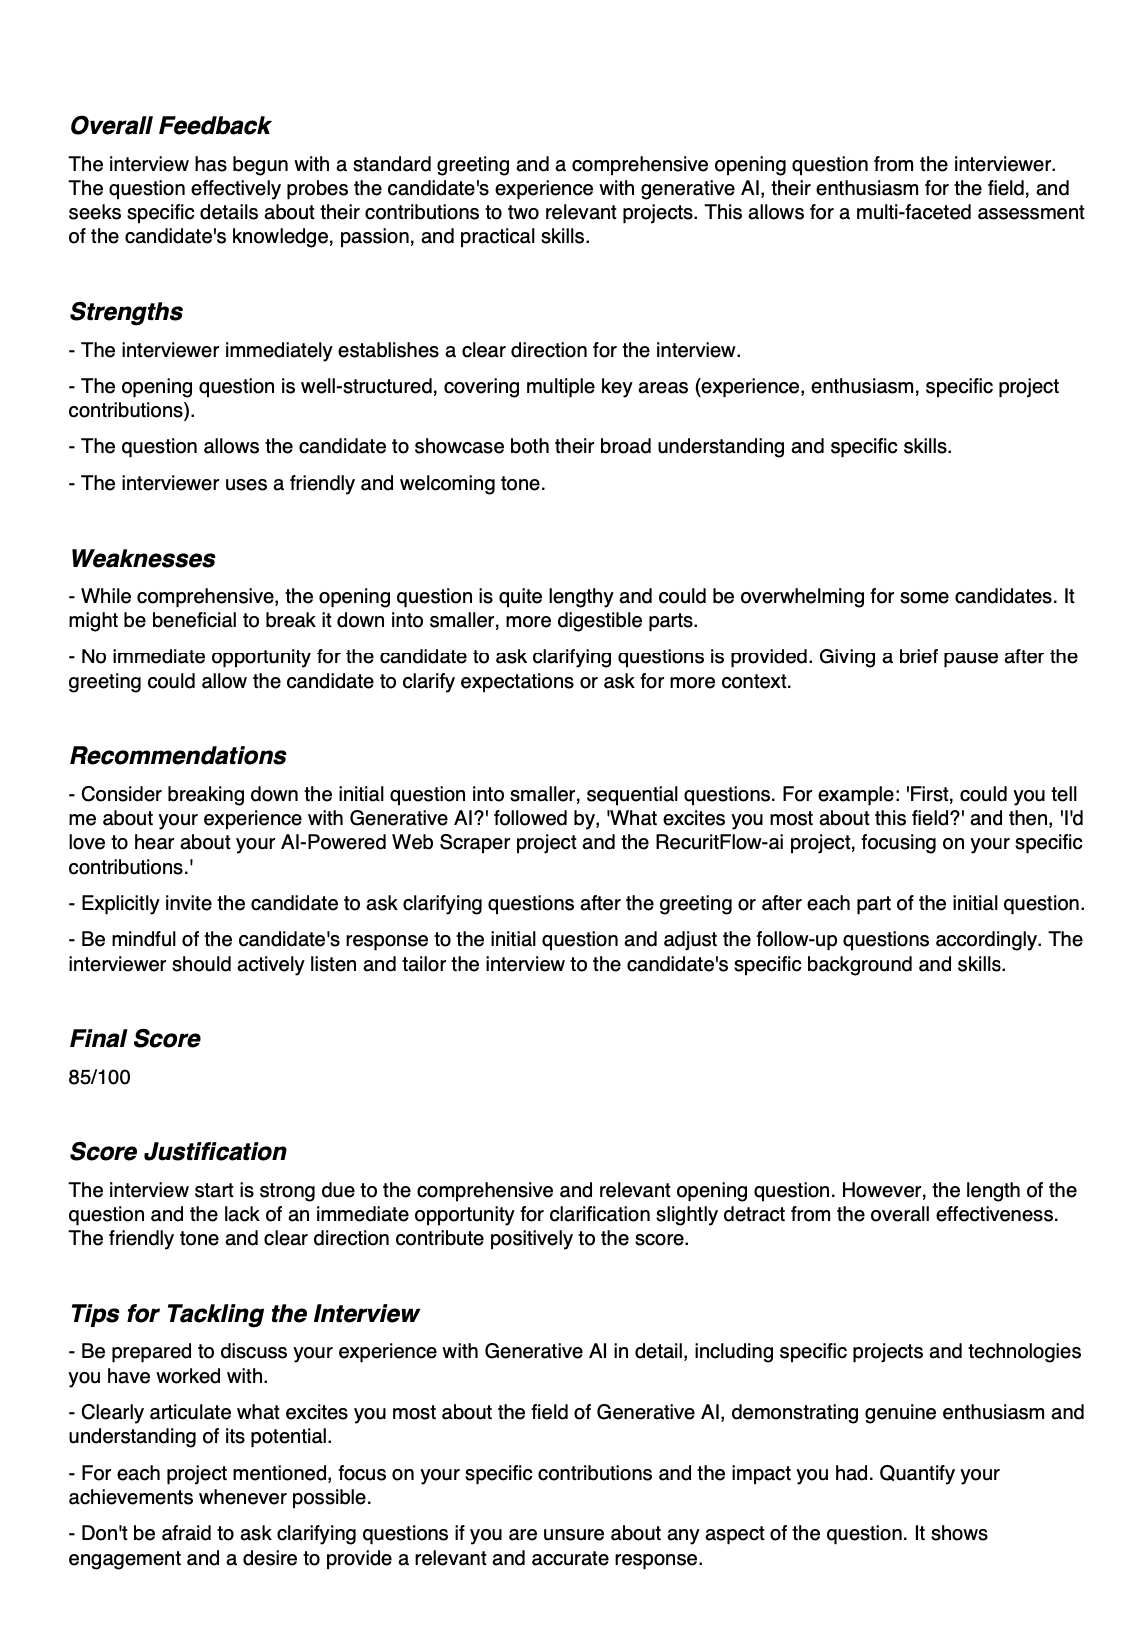 Overall Feedback
The interview has begun with a standard greeting and a comprehensive opening question from the interviewer.
The question effectively probes the candidate's experience with generative AI, their enthusiasm for the field, and
seeks specific details about their contributions to two relevant projects. This allows for a multi-faceted assessment
of the candidate's knowledge, passion, and practical skills.
Strengths
- The interviewer immediately establishes a clear direction for the interview.
- The opening question is well-structured, covering multiple key areas (experience, enthusiasm, specific project
contributions).
- The question allows the candidate to showcase both their broad understanding and specific skills.
- The interviewer uses a friendly and welcoming tone.
Weaknesses
- While comprehensive, the opening question is quite lengthy and could be overwhelming for some candidates. It
might be beneficial to break it down into smaller, more digestible parts.
- No immediate opportunity for the candidate to ask clarifying questions is provided. Giving a brief pause after the
greeting could allow the candidate to clarify expectations or ask for more context.
Recommendations
- Consider breaking down the initial question into smaller, sequential questions. For example: 'First, could you tell
me about your experience with Generative AI?' followed by, 'What excites you most about this field?' and then, 'I'd
love to hear about your AI-Powered Web Scraper project and the RecuritFlow-ai project, focusing on your specific
contributions.'
- Explicitly invite the candidate to ask clarifying questions after the greeting or after each part of the initial question.
- Be mindful of the candidate's response to the initial question and adjust the follow-up questions accordingly. The
interviewer should actively listen and tailor the interview to the candidate's specific background and skills.
Final Score
85/100
Score Justification
The interview start is strong due to the comprehensive and relevant opening question. However, the length of the
question and the lack of an immediate opportunity for clarification slightly detract from the overall effectiveness.
The friendly tone and clear direction contribute positively to the score.
Tips for Tackling the Interview
- Be prepared to discuss your experience with Generative AI in detail, including specific projects and technologies
you have worked with.
- Clearly articulate what excites you most about the field of Generative AI, demonstrating genuine enthusiasm and
understanding of its potential.
- For each project mentioned, focus on your specific contributions and the impact you had. Quantify your
achievements whenever possible.
- Don't be afraid to ask clarifying questions if you are unsure about any aspect of the question. It shows
engagement and a desire to provide a relevant and accurate response.